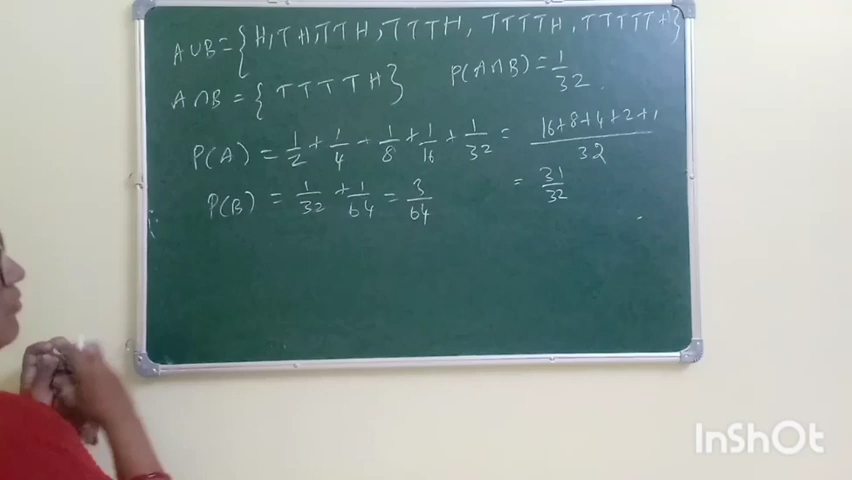 A∪B = { H, TH, TTH, TTTH, TTTTH, TTTTTH }
A∩B = { TTTTH } P(A∩B) = 1/32
P(A) = 1/2 + 1/4 + 1/8 + 1/16 + 1/32 = 16+8+4+2+1/32
= 31/32
P(B) = 1/32 + 1/64 = 3/64
InShOt